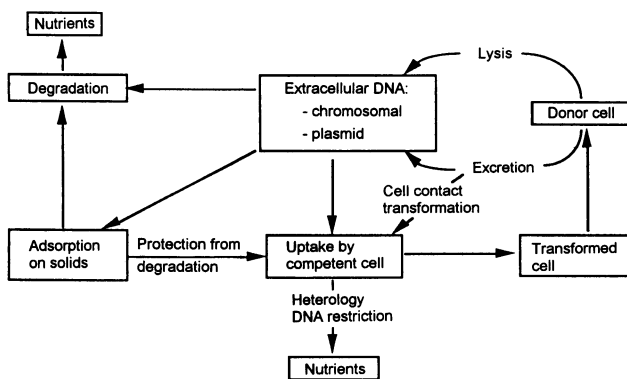 Nutrients
Degradation
Extracellular DNA:
- chromosomal
- plasmid
Lysis
Donor cell
Excretion
Cell contact
transformation
Adsorption
on solids
Protection from
degradation
Uptake by
competent cell
Transformed
cell
Heterology
DNA restriction
Nutrients